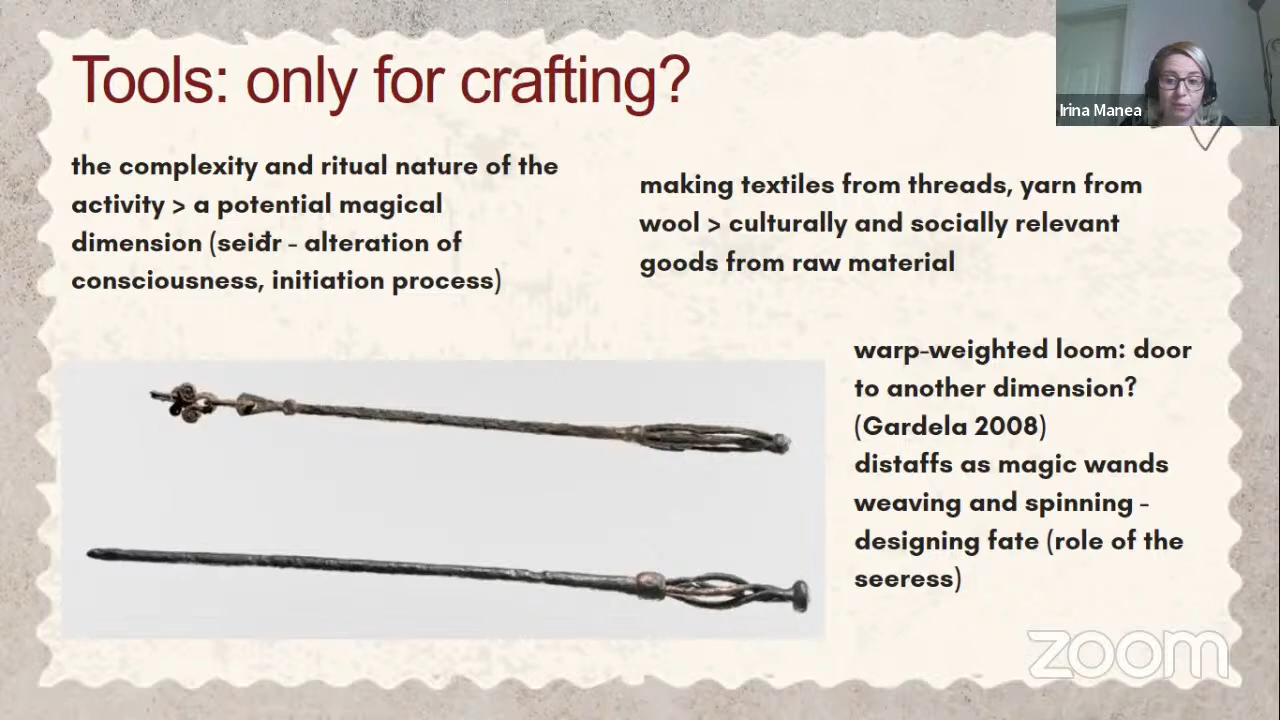 Tools: only for crafting?
Irina Manea
the complexity and ritual nature of the
activity > a potential magical
dimension (seiđr - alteration of
consciousness, initiation process)
making textiles from threads, yarn from
wool > culturally and socially relevant
goods from raw material
warp-weighted loom: door
to another dimension?
(Gardela 2008)
distaffs as magic wands
weaving and spinning -
designing fate (role of the
seeress)
zoom